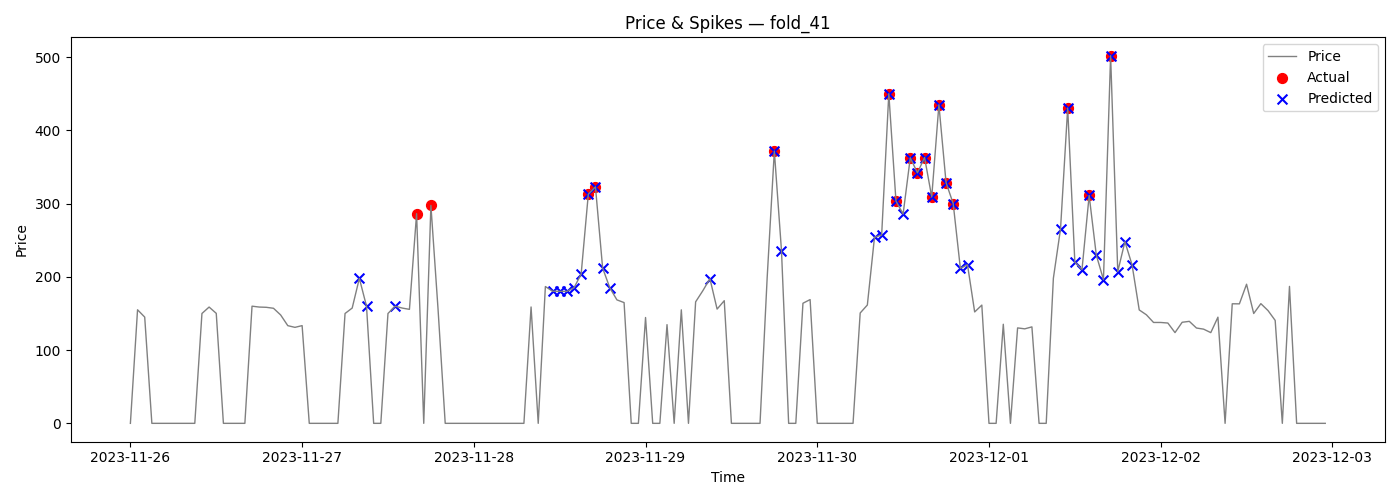 Price & Spikes — fold_41
Price
Actual
Predicted
Price
500
400
300
200
100
0
2023-11-26
2023-11-27
2023-11-28
2023-11-29
2023-11-30
2023-12-01
2023-12-02
2023-12-03
Time